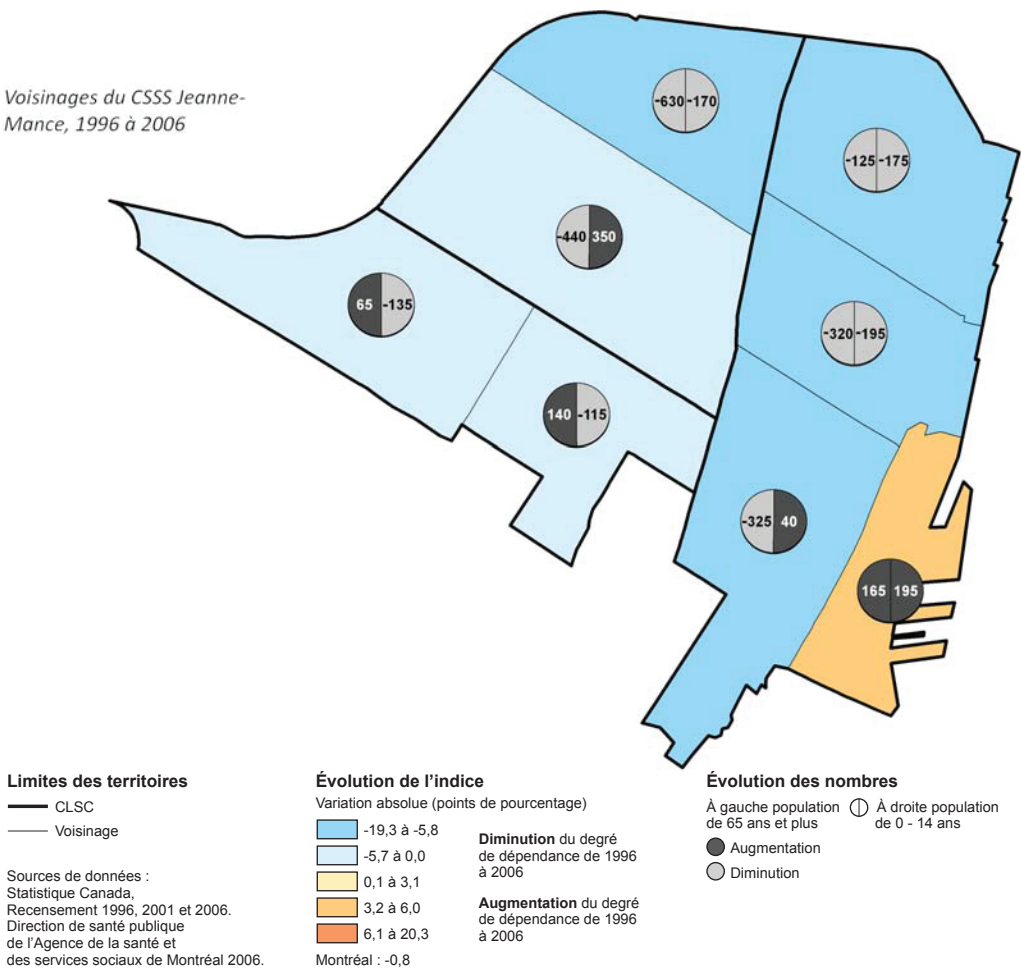 Voisinages du CSSS Jeanne-
Mance, 1996 à 2006
-630 -170
-125 -175
-440 350
65 -135
-320 -195
140 -115
-325 40
165 195
Limites des territoires
CLSC
Voisinage
Sources de données :
Statistique Canada,
Recensement 1996, 2001 et 2006.
Direction de santé publique
de l'Agence de la santé et
des services sociaux de Montréal 2006.
Évolution de l'indice
Variation absolue (points de pourcentage)
-19,3 à -5,8
-5,7 à 0,0
0,1 à 3,1
3,2 à 6,0
6,1 à 20,3
Montréal : -0,8
Diminution du degré
de dépendance de 1996
à 2006
Augmentation du degré
de dépendance de 1996
à 2006
Évolution des nombres
À gauche population
de 65 ans et plus
À droite population
de 0 - 14 ans
Augmentation
Diminution